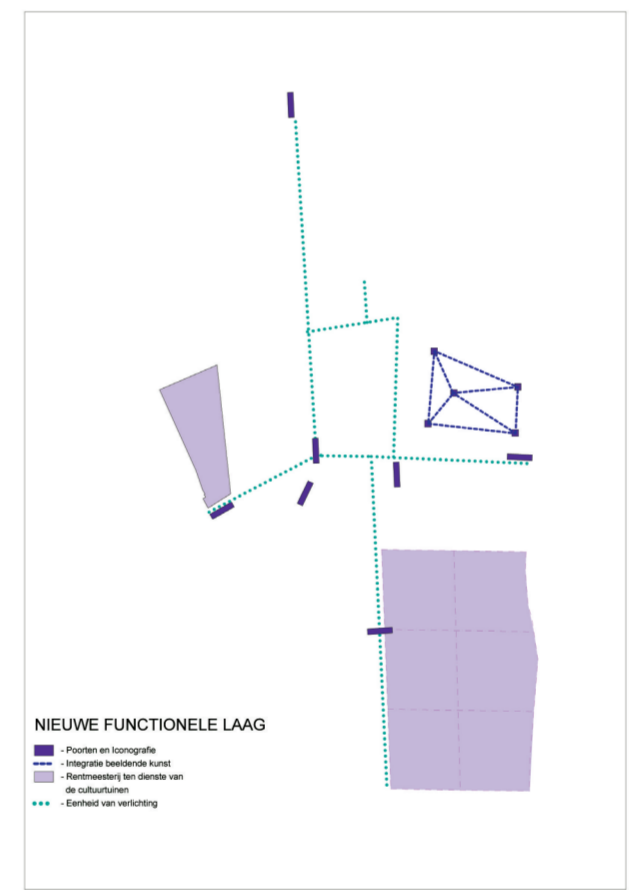 NIEUWE FUNCTIONELE LAAG
- Poorten en Iconografie
- Integratie beeldende kunst
- Rentmeesterij ten dienste van
de cultuurtuinen
- Eenheid van verlichting